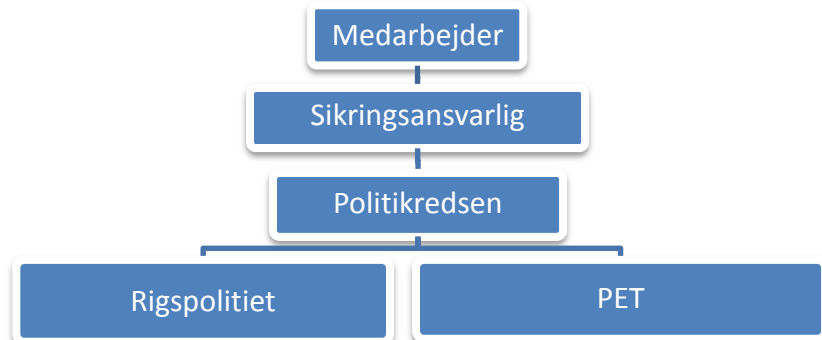 Medarbejder
Sikringsansvarlig
Politikredsen
Rigspolitiet
PET